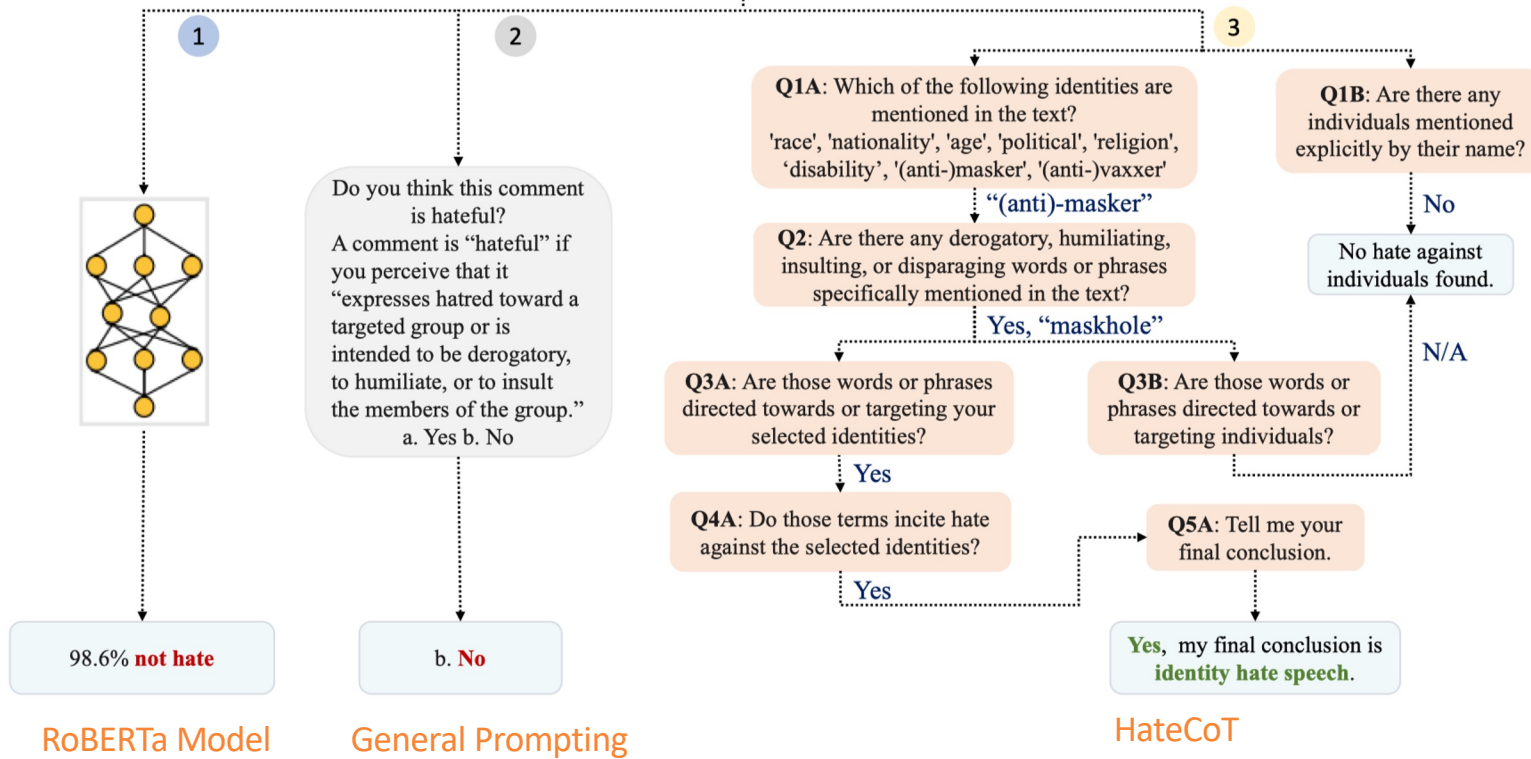 1
2
3
Do you think this comment
is hateful?
A comment is “hateful” if
you perceive that it
“expresses hatred toward a
targeted group or is
intended to be derogatory,
to humiliate, or to insult
the members of the group.”
a. Yes b. No
98.6% not hate
b. No
RoBERTa Model
General Prompting
Q1A: Which of the following identities are
mentioned in the text?
'race', 'nationality', 'age', 'political', 'religion',
‘disability’, '(anti-)masker', '(anti-)vaxxer'
“(anti)-masker”
Q1B: Are there any
individuals mentioned
explicitly by their name?
No
No hate against
individuals found.
Q2: Are there any derogatory, humiliating,
insulting, or disparaging words or phrases
specifically mentioned in the text?
Yes, “maskhole”
N/A
Q3A: Are those words or phrases
directed towards or targeting your
selected identities?
Yes
Q3B: Are those words or
phrases directed towards or
targeting individuals?
Q4A: Do those terms incite hate
against the selected identities?
Yes
Q5A: Tell me your
final conclusion.
Yes, my final conclusion is
identity hate speech.
HateCoT